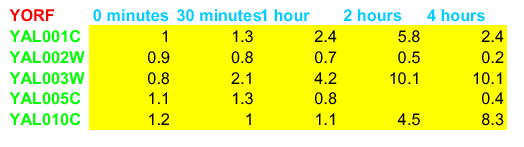 YORF 0 minutes 30 minutes 1 hour 2 hours 4 hours
YAL001C 1 1.3 2.4 5.8 2.4
YAL002W 0.9 0.8 0.7 0.5 0.2
YAL003W 0.8 2.1 4.2 10.1 10.1
YAL005C 1.1 1.3 0.8 0.4
YAL010C 1.2 1 1.1 4.5 8.3